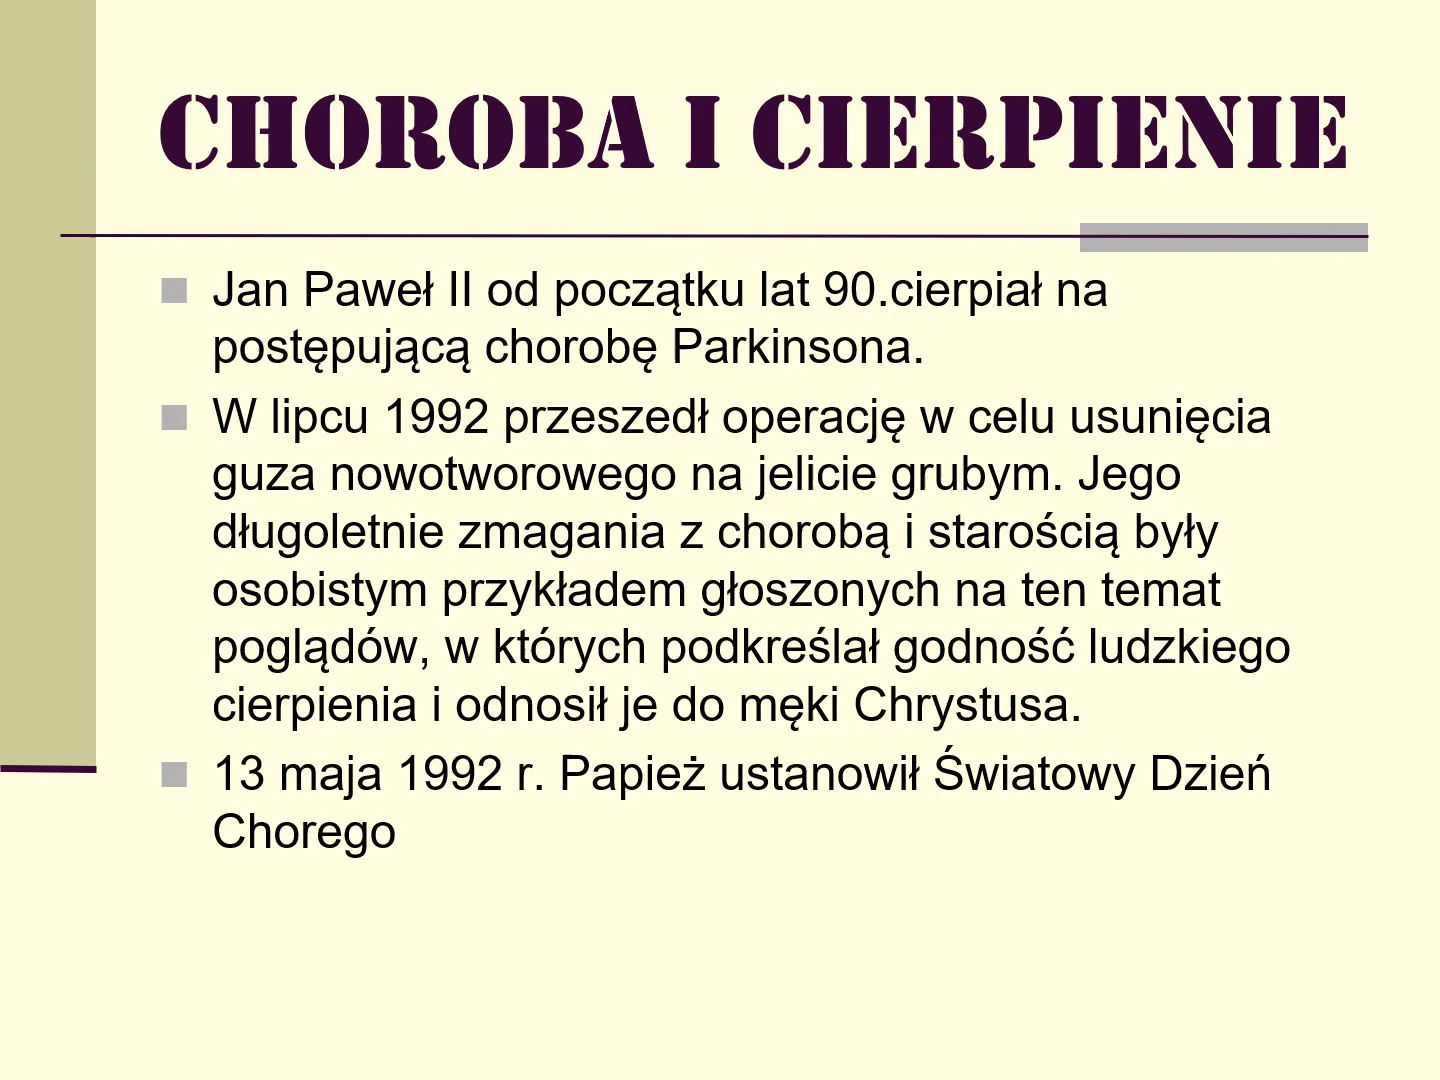 CHOROBA I CIERPIENIE
Jan Paweł II od początku lat 90.cierpiał na
postępującą chorobę Parkinsona.
W lipcu 1992 przeszedł operację w celu usunięcia
guza nowotworowego na jelicie grubym. Jego
długoletnie zmagania z chorobą i starością były
osobistym przykładem głoszonych na ten temat
poglądów, w których podkreślał godność ludzkiego
cierpienia i odnosił je do męki Chrystusa.
13 maja 1992 r. Papież ustanowił Światowy Dzień
Chorego